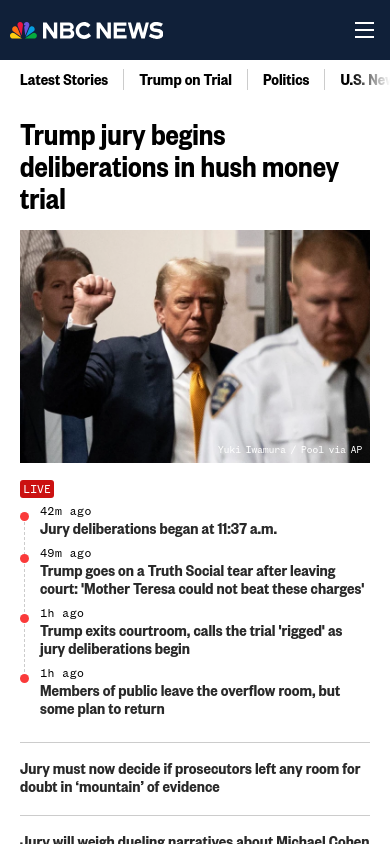 NBC NEWS
Latest Stories
Trump on Trial
Politics
U.S. New
Trump jury begins
deliberations in hush money
trial
Yuki Iwamura / Pool via AP
LIVE
42m ago
Jury deliberations began at 11:37 a.m.
49m ago
Trump goes on a Truth Social tear after leaving
court: 'Mother Teresa could not beat these charges'
1h ago
Trump exits courtroom, calls the trial 'rigged' as
jury deliberations begin
1h ago
Members of public leave the overflow room, but
some plan to return
Jury must now decide if prosecutors left any room for
doubt in ‘mountain’ of evidence
Jury will weigh dueling narratives about Michael Cohen